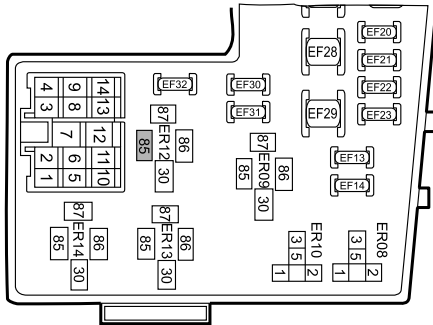 EF20
EF28
EF21
EF32
EF30
EF22
EF31
EF29
EF23
4 9 14
3 8 13
7 12
2 6 11
1 5 10
87
85 ER12 86
30
87
85 ER09 86
30
EF13
EF14
87
85 ER14 86
30
87
85 ER13 86
30
ER10
3
5
1 2
ER08
3
5
1 2